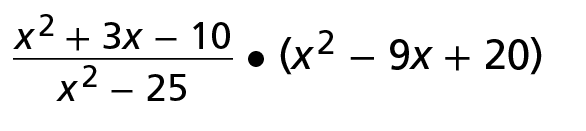 x² + 3x − 10
x² − 25 • (x² − 9x + 20)